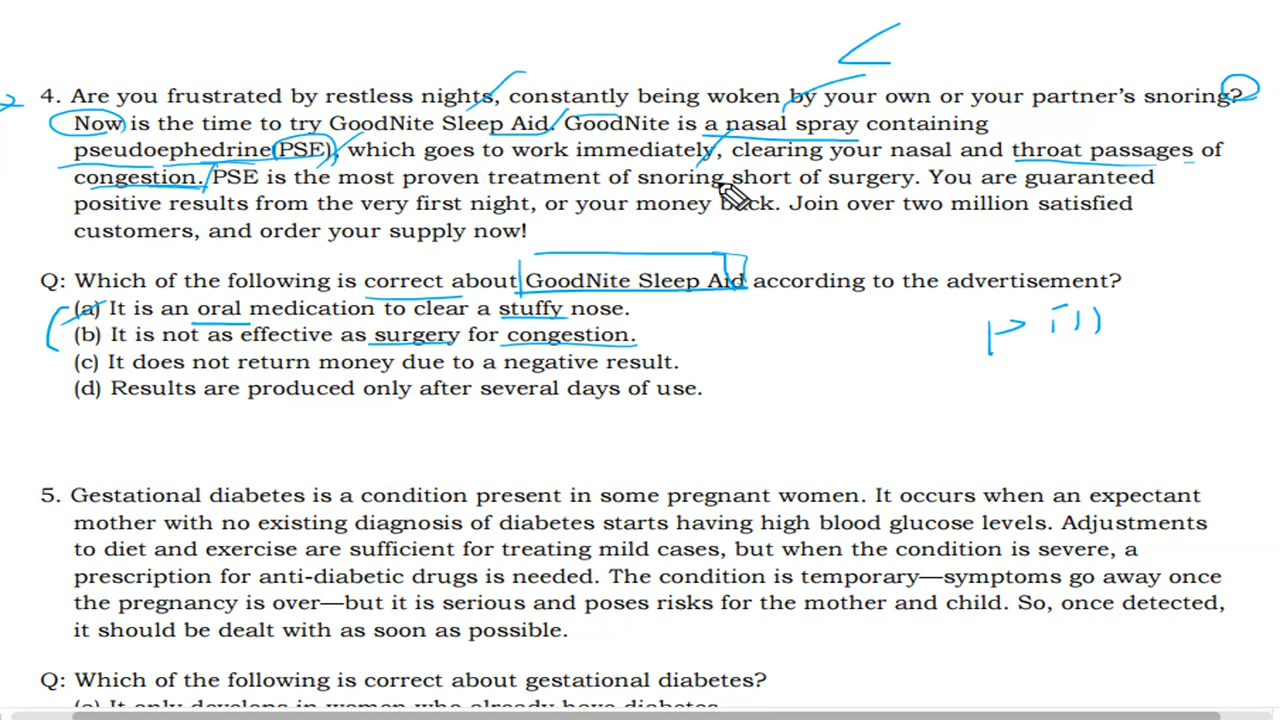 4. Are you frustrated by restless nights, constantly being woken by your own or your partner's snoring?
Now is the time to try GoodNite Sleep Aid. GoodNite is a nasal spray containing
pseudoephedrine (PSE), which goes to work immediately, clearing your nasal and throat passages of
congestion. PSE is the most proven treatment of snoring short of surgery. You are guaranteed
positive results from the very first night, or your money back. Join over two million satisfied
customers, and order your supply now!
Q: Which of the following is correct about GoodNite Sleep Aid according to the advertisement?
(a) It is an oral medication to clear a stuffy nose.
(b) It is not as effective as surgery for congestion.
pill
(c) It does not return money due to a negative result.
(d) Results are produced only after several days of use.
5. Gestational diabetes is a condition present in some pregnant women. It occurs when an expectant
mother with no existing diagnosis of diabetes starts having high blood glucose levels. Adjustments
to diet and exercise are sufficient for treating mild cases, but when the condition is severe, a
prescription for anti-diabetic drugs is needed. The condition is temporary—symptoms go away once
the pregnancy is over—but it is serious and poses risks for the mother and child. So, once detected,
it should be dealt with as soon as possible.
Q: Which of the following is correct about gestational diabetes?
(a) It only develops in women who already have diabetes.